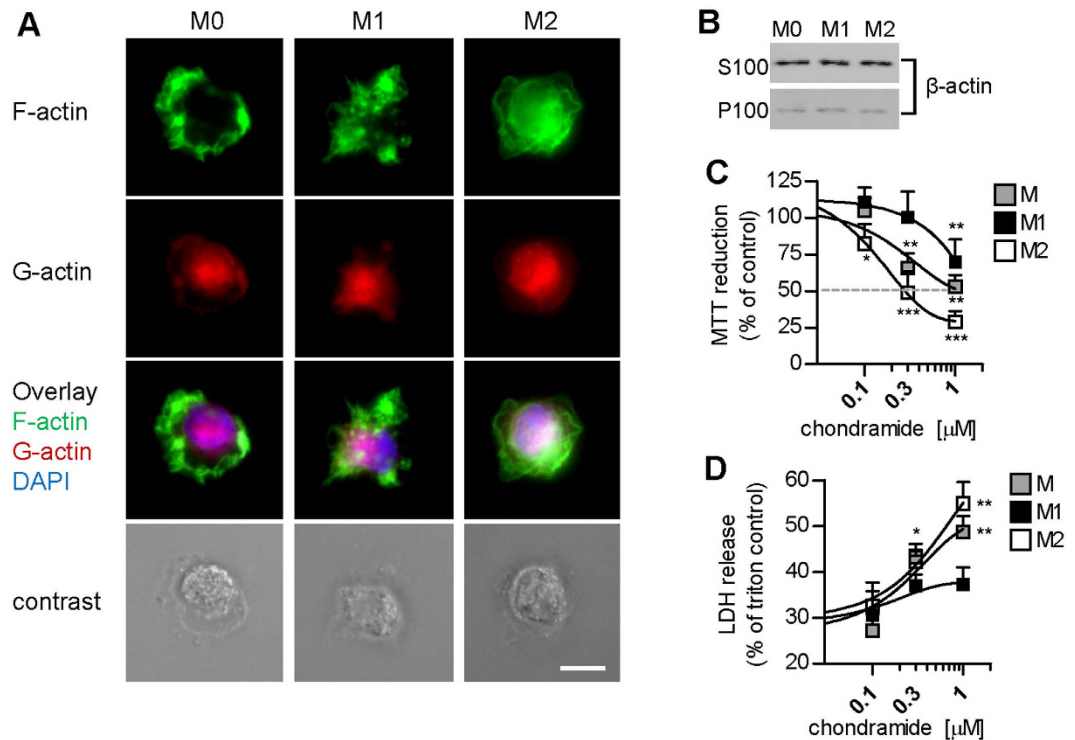 A
M0 M1 M2
F-actin
G-actin
Overlay
F-actin
G-actin
DAPI
contrast
B
M0 M1 M2
S100
P100
β-actin
C
MTT reduction
(% of control)
125
100
75
50
25
0
**
**
*
**
***
***
M
M1
M2
0.1
0.3
1
chondramide [µM]
D
LDH release
(% of triton control)
60
50
40
30
20
*
**
**
M
M1
M2
0.1
0.3
1
chondramide [µM]